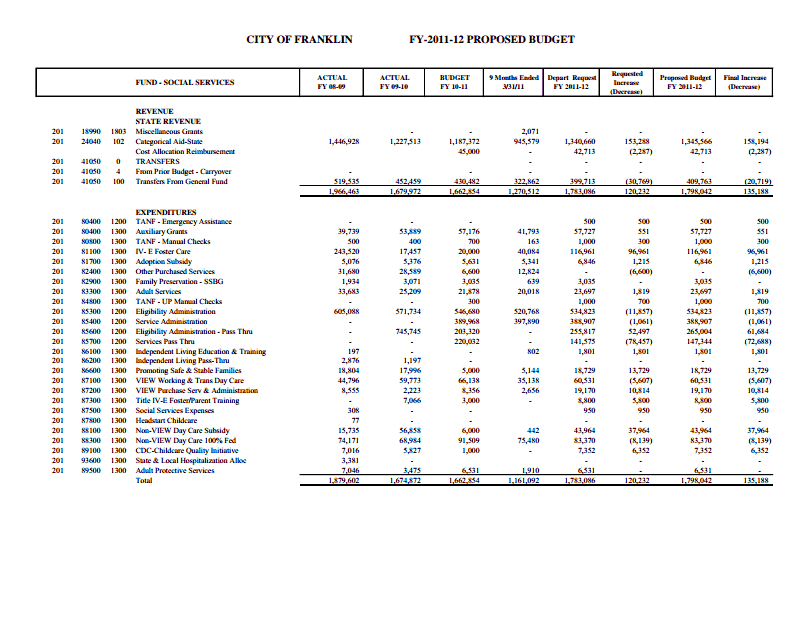 CITY OF FRANKLIN FY-2011-12 PROPOSED BUDGET
FUND - SOCIAL SERVICES ACTUAL FY 08-09 ACTUAL FY 09-10 BUDGET FY 10-11 9 Months Ended 3/31/11 Depart Request FY 2011-12 Requested Increase (Decrease) Proposed Budget FY 2011-12 Final Increase (Decrease)
REVENUE
STATE REVENUE
201 18990 1803 Miscellaneous Grants - - 2,071 - - - -
201 24040 102 Categorical Aid-State 1,446,928 1,227,513 1,187,372 945,579 1,340,660 153,288 1,345,566 158,194
Cost Allocation Reimbursement 45,000 - 42,713 (2,287) 42,713 (2,287)
201 41050 0 TRANSFERS - - - -
201 41050 4 From Prior Budget - Carryover - - - - - -
201 41050 100 Transfers From General Fund 519,535 452,459 430,482 322,862 399,713 (30,769) 409,763 (20,719)
1,966,463 1,679,972 1,662,854 1,270,512 1,783,086 120,232 1,798,042 135,188
EXPENDITURES
201 80400 1200 TANF - Emergency Assistance - - - 500 500 500 500
201 80400 1300 Auxiliary Grants 39,739 53,889 57,176 41,793 57,727 551 57,727 551
201 80800 1300 TANF - Manual Checks 500 400 700 163 1,000 300 1,000 300
201 81100 1300 IV- E Foster Care 243,520 17,457 20,000 40,084 116,961 96,961 116,961 96,961
201 81700 1300 Adoption Subsidy 5,076 5,376 5,631 5,341 6,846 1,215 6,846 1,215
201 82400 1300 Other Purchased Services 31,680 28,589 6,600 12,824 - (6,600) - (6,600)
201 82900 1300 Family Preservation - SSBG 1,934 3,071 3,035 639 3,035 - 3,035 -
201 83300 1300 Adult Services 33,683 25,209 21,878 20,018 23,697 1,819 23,697 1,819
201 84800 1300 TANF - UP Manual Checks - - 300 1,000 700 1,000 700
201 85300 1200 Eligibility Administration 605,088 571,734 546,680 520,768 534,823 (11,857) 534,823 (11,857)
201 85400 1200 Service Administration - - 389,968 397,890 388,907 (1,061) 388,907 (1,061)
201 85600 1200 Eligibility Administration - Pass Thru - 745,745 203,320 255,817 52,497 265,004 61,684
201 85700 1200 Services Pass Thru - - 220,032 141,575 (78,457) 147,344 (72,688)
201 86100 1300 Independent Living Education & Training 197 - 802 1,801 1,801 1,801 1,801
201 86200 1300 Independent Living Pass-Thru 2,876 1,197 - - - -
201 86600 1300 Promoting Safe & Stable Families 18,804 17,996 5,000 5,144 18,729 13,729 18,729 13,729
201 87100 1300 VIEW Working & Trans Day Care 44,796 59,773 66,138 35,138 60,531 (5,607) 60,531 (5,607)
201 87200 1300 VIEW Purchase Serv & Administration 8,555 2,223 8,356 2,656 19,170 10,814 19,170 10,814
201 87300 1300 Title IV-E Foster/Parent Training - 7,066 3,000 - 8,800 5,800 8,800 5,800
201 87500 1300 Social Services Expenses 308 - - 950 950 950 950
201 87800 1300 Headstart Childcare 77 - - - - - -
201 88100 1300 Non-VIEW Day Care Subsidy 15,735 56,858 6,000 442 43,964 37,964 43,964 37,964
201 88300 1300 Non-VIEW Day Care 100% Fed 74,171 68,984 91,509 75,480 83,370 (8,139) 83,370 (8,139)
201 89100 1300 CDC-Childcare Quality Initiative 7,016 5,827 1,000 - 7,352 6,352 7,352 6,352
201 93600 1300 State & Local Hospitalization Alloc 3,381 - - - - - -
201 89500 1300 Adult Protective Services 7,046 3,475 6,531 1,910 6,531 - 6,531 -
Total 1,879,602 1,674,872 1,662,854 1,161,092 1,783,086 120,232 1,798,042 135,188